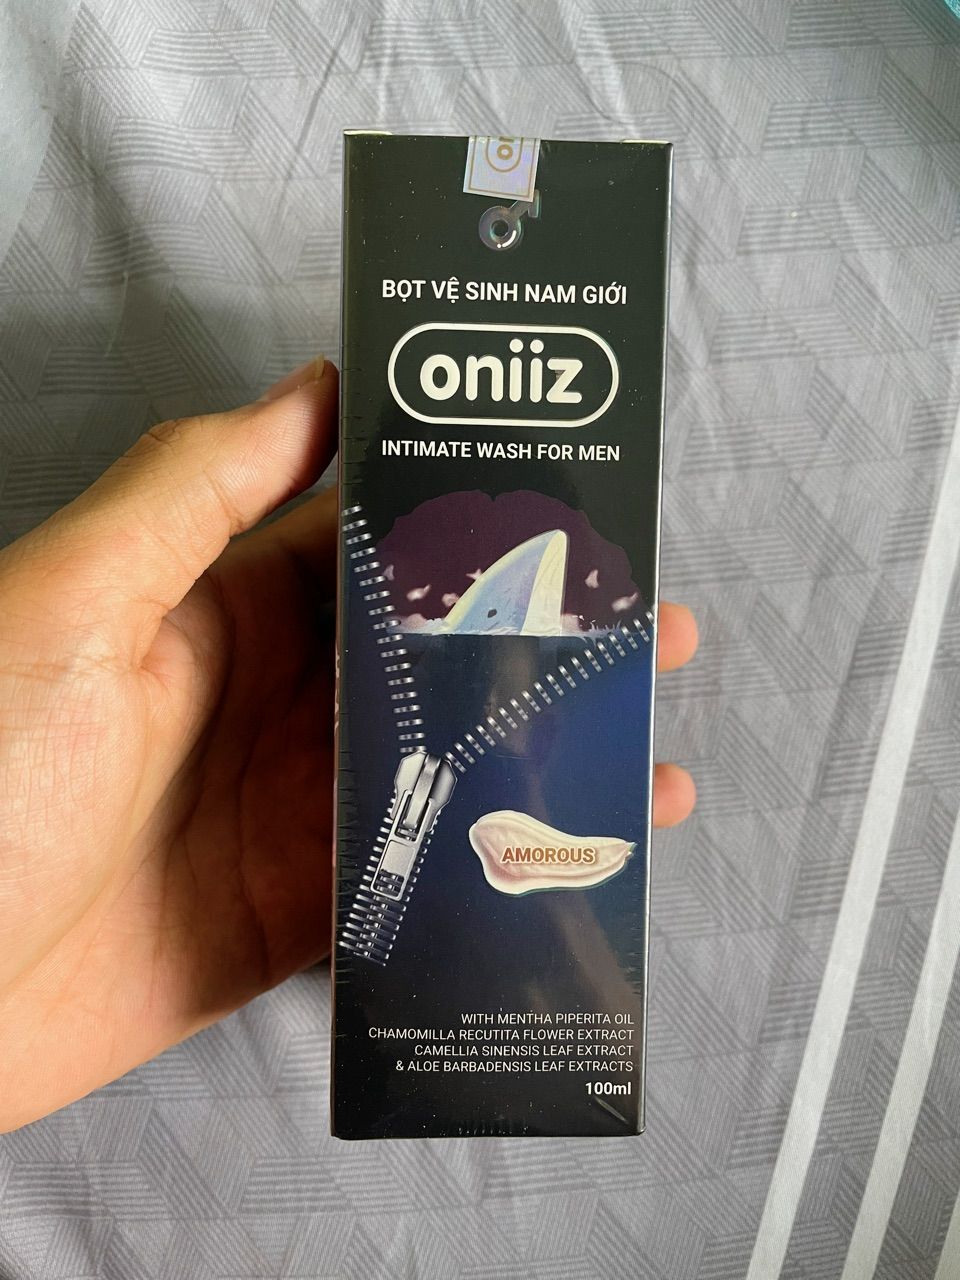 on
BỌT VỆ SINH NAM GIỚI
oniiz
INTIMATE WASH FOR MEN
AMOROUS
WITH MENTHA PIPERITA OIL
CHAMOMILLA RECUTITA FLOWER EXTRACT
CAMELLIA SINENSIS LEAF EXTRACT
& ALOE BARBADENSIS LEAF EXTRACTS
100ml